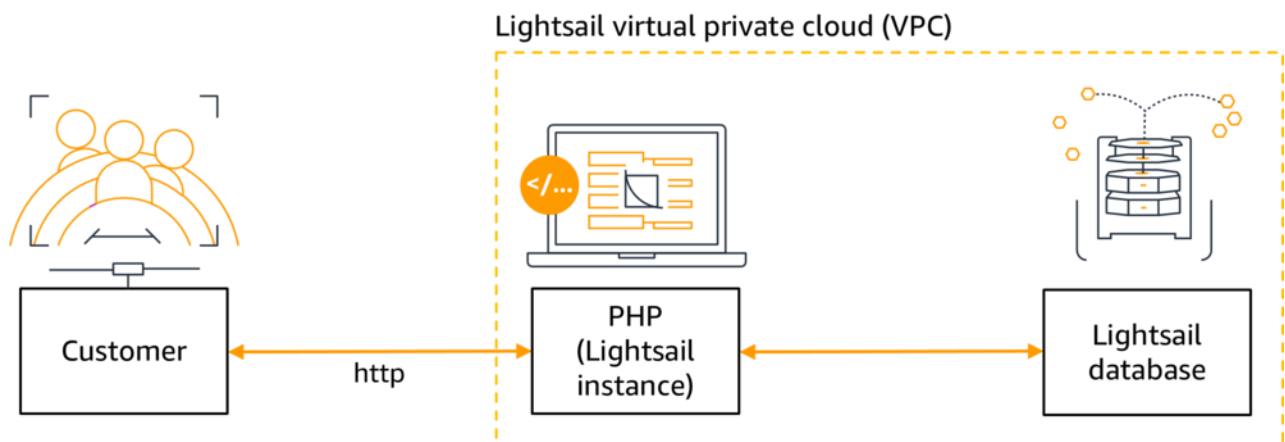 Lightsail virtual private cloud (VPC)
</...
Customer
http
PHP
(Lightsail
instance)
Lightsail
database